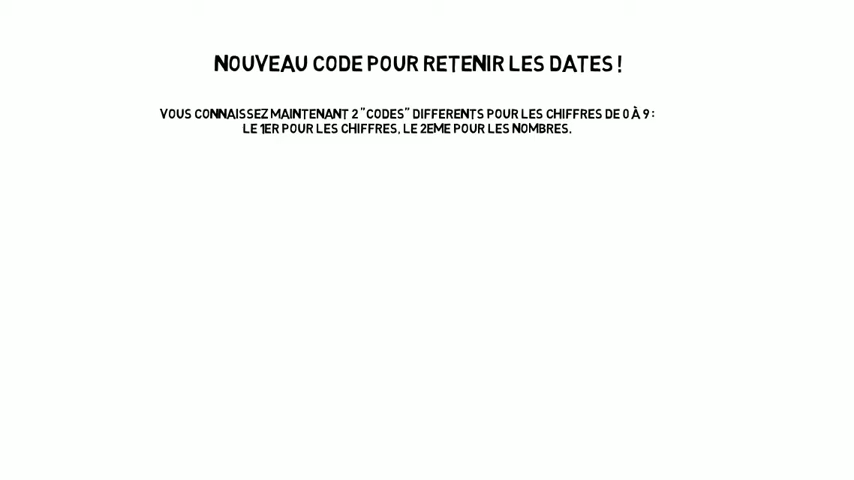 NOUVEAU CODE POUR RETENIR LES DATES !
VOUS CONNAISSEZ MAINTENANT 2 "CODES" DIFFERENTS POUR LES CHIFFRES DE 0 À 9 :
LE 1ER POUR LES CHIFFRES, LE 2EME POUR LES NOMBRES.